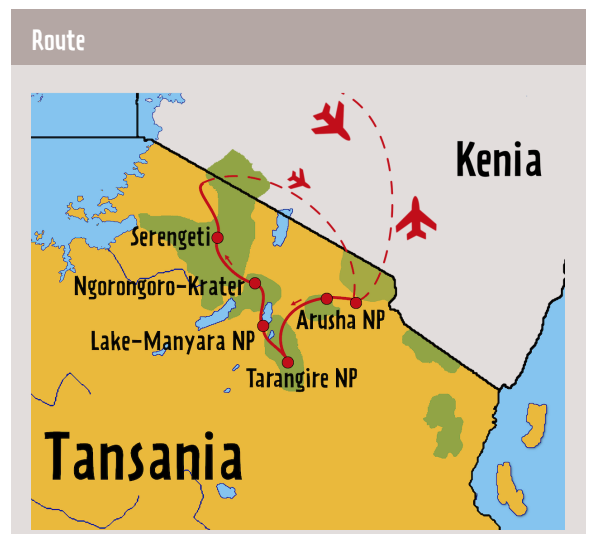 Route
Kenia
Serengeti
Ngorongoro-Krater
Arusha NP
Lake-Manyara NP
Tarangire NP
Tansania